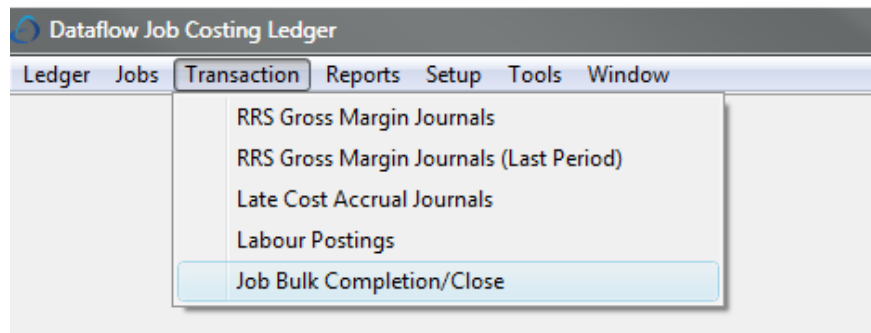 Dataflow Job Costing Ledger
Ledger Jobs Transaction Reports Setup Tools Window
RRS Gross Margin Journals
RRS Gross Margin Journals (Last Period)
Late Cost Accrual Journals
Labour Postings
Job Bulk Completion/Close